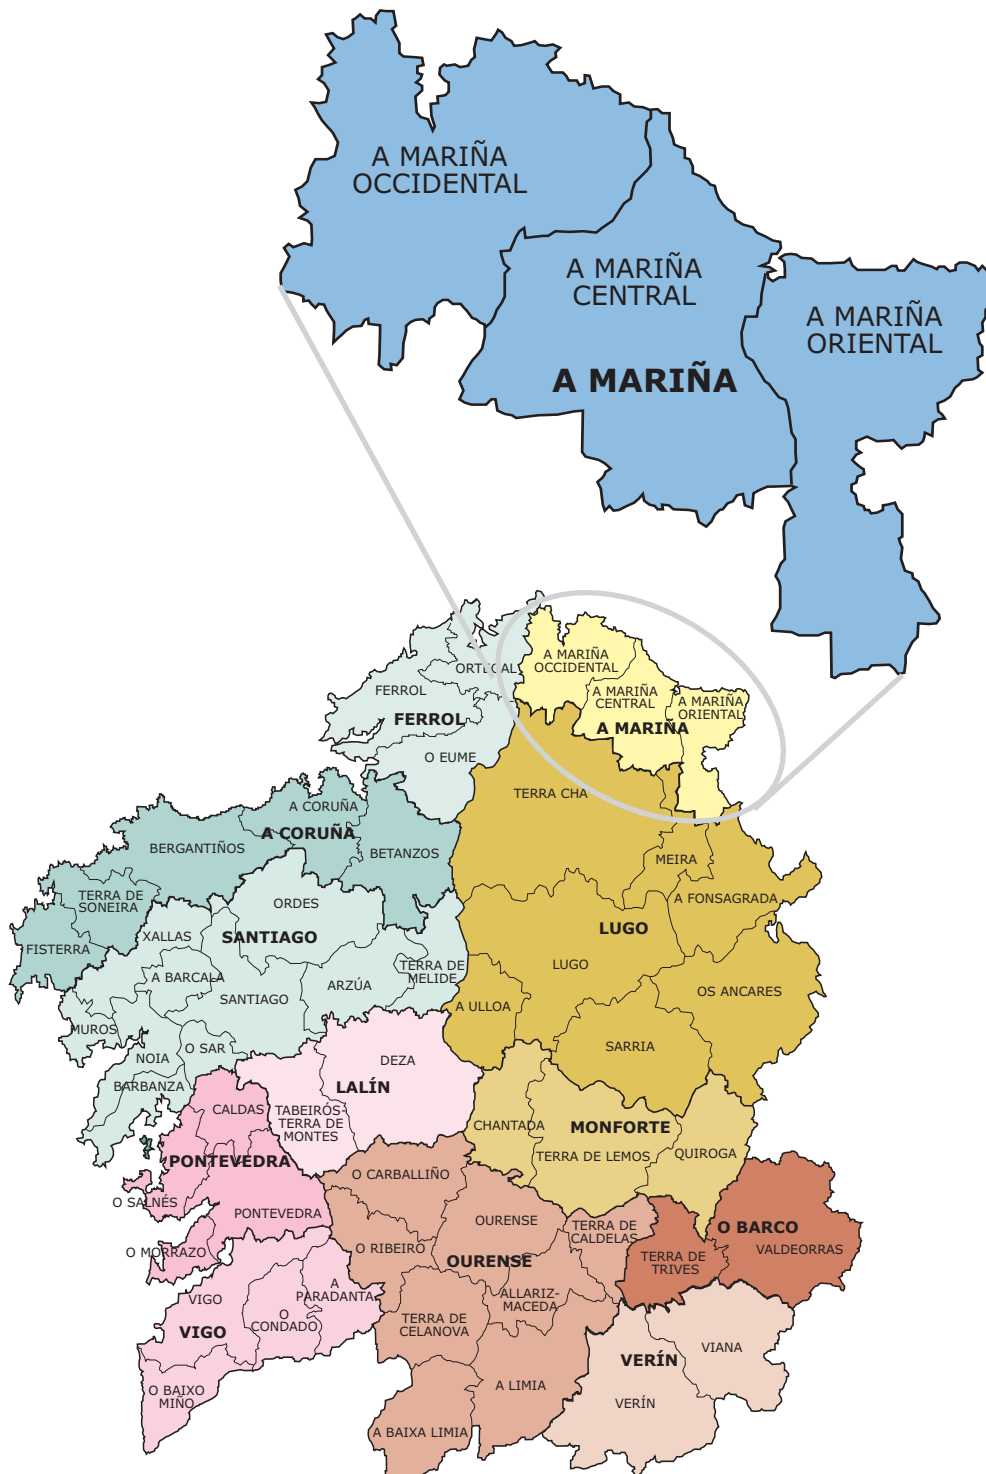 A MARIÑA
OCCIDENTAL
A MARIÑA
CENTRAL
A MARIÑA
ORIENTAL
A MARIÑA
A MARIÑA
OCCIDENTAL
ORTEGAL
FERROL
A MARIÑA
CENTRAL
A MARIÑA
ORIENTAL
FERROL
A MARIÑA
O EUME
TERRA CHA
A CORUÑA
A CORUÑA
BERGANTIÑOS
BETANZOS
MEIRA
TERRA DE
SONEIRA
ORDES
A FONSAGRADA
XALLAS
SANTIAGO
LUGO
FISTERRA
LUGO
TERRA DE
MELIDE
A BARCALA
ARZÚA
SANTIAGO
OS ANCARES
A ULLOA
MUROS
O SAR
SARRIA
NOIA
DEZA
BARBANZA
LALÍN
CALDAS
TABEIRÓS-
TERRA DE
MONTES
CHANTADA
MONFORTE
TERRA DE LEMOS
QUIROGA
PONTEVEDRA
O CARBALLIÑO
O SALNÉS
PONTEVEDRA
OURENSE
TERRA DE
CALDELAS
O BARCO
O MORRAZO
O RIBEIRO
VALDEORRAS
OURENSE
TERRA DE
TRIVES
A
PARADANTA
VIGO
ALLARIZ-
MACEDA
O
CONDADO
TERRA DE
CELANOVA
VIGO
VIANA
VERÍN
A LIMIA
O BAIXO
MIÑO
VERÍN
A BAIXA LIMIA